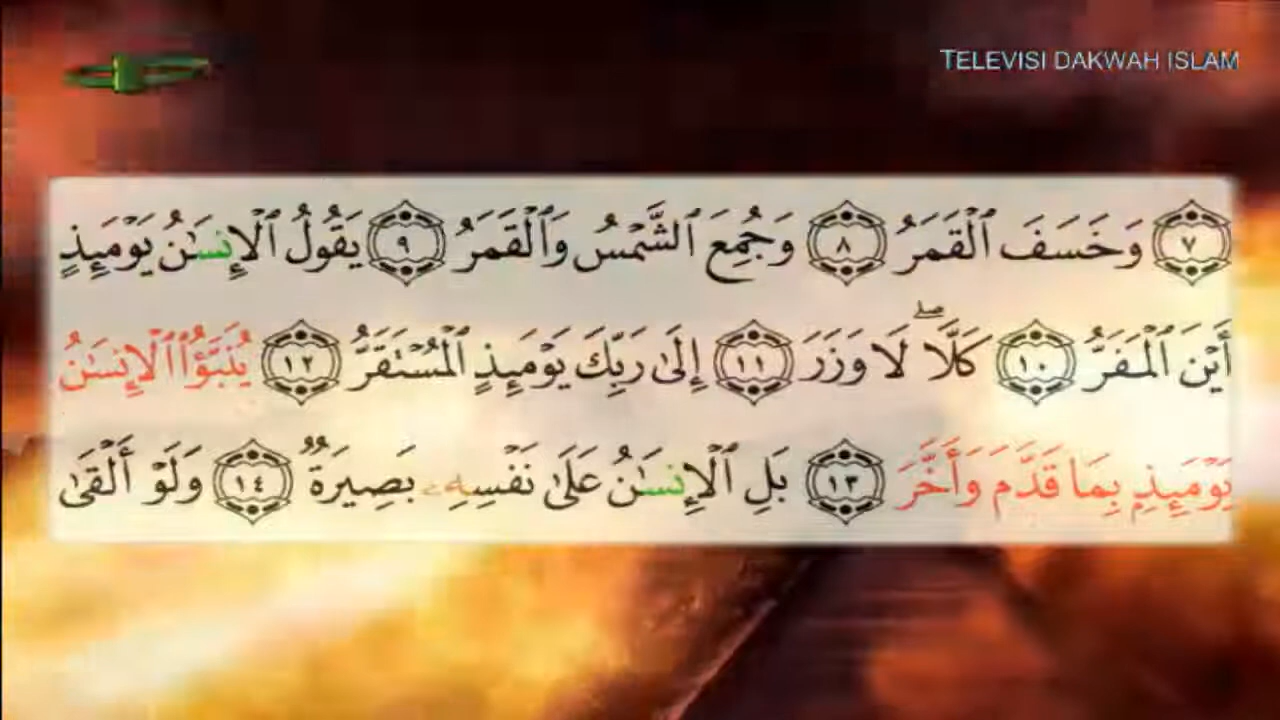 TELEVISI DAKWAH ISLAM
٧ وَخَسَفَ ٱلْقَمَرُ ٨ وَجُمِعَ ٱلشَّمْسُ وَٱلْقَمَرُ ٩ يَقُولُ ٱلْإِنسَٰنُ يَوْمَئِذٍ
أَيْنَ ٱلْمَفَرُّ ١٠ كَلَّا ۖ لَا وَزَرَ ١١ إِلَىٰ رَبِّكَ يَوْمَئِذٍ ٱلْمُسْتَقَرُّ ١٢ يُنَبَّؤُا۟ ٱلْإِنسَٰنُ
يَوْمَئِذٍۭ بِمَا قَدَّمَ وَأَخَّرَ ١٣ بَلِ ٱلْإِنسَٰنُ عَلَىٰ نَفْسِهِۦ بَصِيرَةٌ ١٤ وَلَوْ أَلْقَىٰ